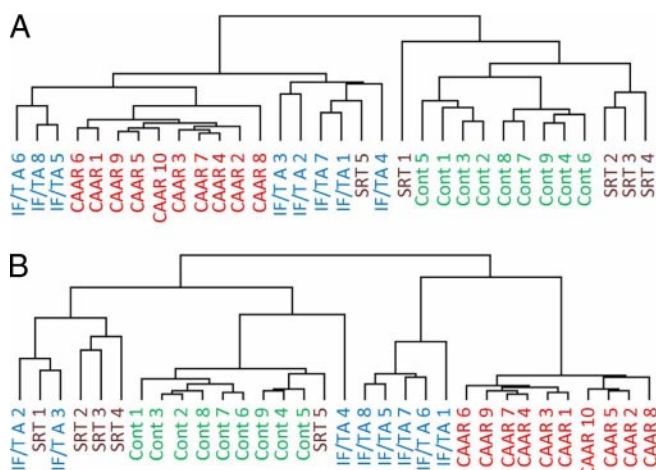 A
IF/TA 6
IF/TA 8
IF/TA 5
CAAR 6
CAAR 1
CAAR 9
CAAR 5
CAAR 10
CAAR 3
CAAR 7
CAAR 4
CAAR 2
CAAR 8
IF/TA 3
IF/TA 2
IF/TA 7
IF/TA 1
SRT 5
IF/TA 4
SRT 1
Cont 5
Cont 1
Cont 3
Cont 2
Cont 8
Cont 7
Cont 9
Cont 4
Cont 6
SRT 2
SRT 3
SRT 4
B
IF/TA 2
SRT 1
IF/TA 3
SRT 2
SRT 3
SRT 4
Cont 1
Cont 3
Cont 2
Cont 8
Cont 7
Cont 6
Cont 9
Cont 4
Cont 5
SRT 5
IF/TA 4
IF/TA 8
IF/TA 5
IF/TA 7
IF/TA 6
IF/TA 1
CAAR 6
CAAR 9
CAAR 7
CAAR 4
CAAR 3
CAAR 1
CAAR 10
CAAR 5
CAAR 2
CAAR 8